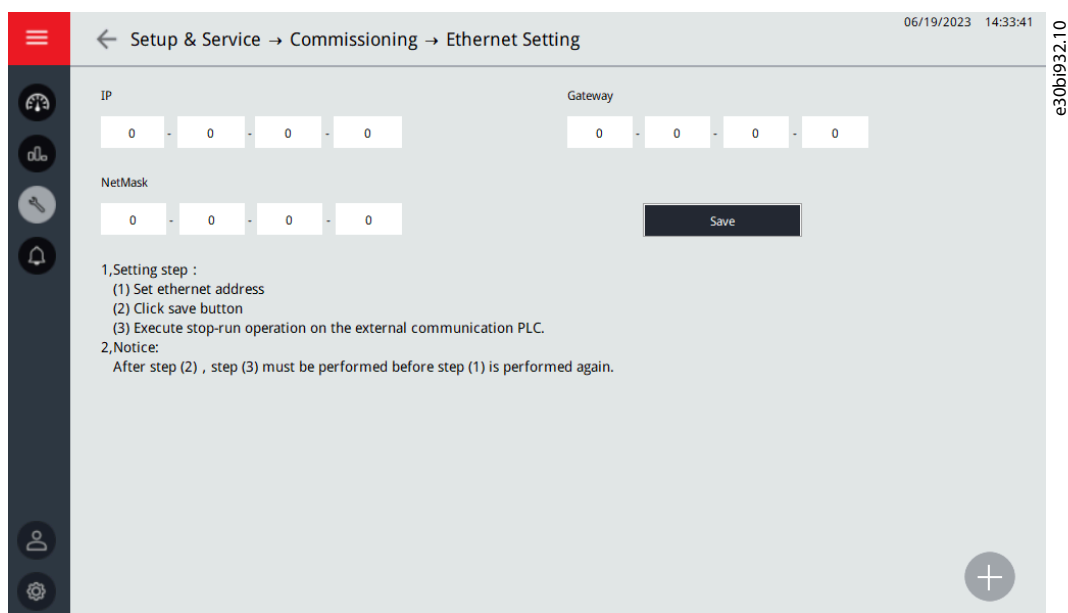 06/19/2023 14:33:41
Setup & Service → Commissioning → Ethernet Setting
e30bi932.10
IP
Gateway
0 - 0 - 0 - 0
0 - 0 - 0 - 0
NetMask
0 - 0 - 0 - 0
Save
1,Setting step :
(1) Set ethernet address
(2) Click save button
(3) Execute stop-run operation on the external communication PLC.
2,Notice:
After step (2) , step (3) must be performed before step (1) is performed again.